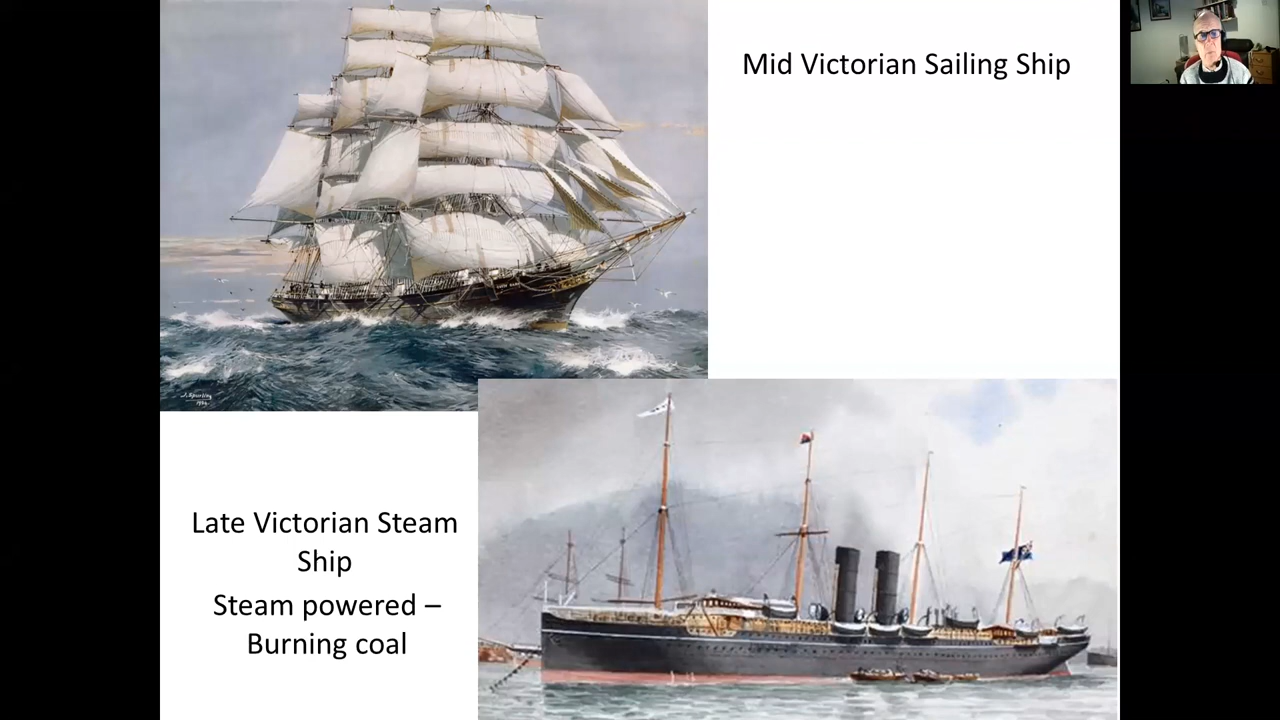 Mid Victorian Sailing Ship
Late Victorian Steam
Ship
Steam powered –
Burning coal